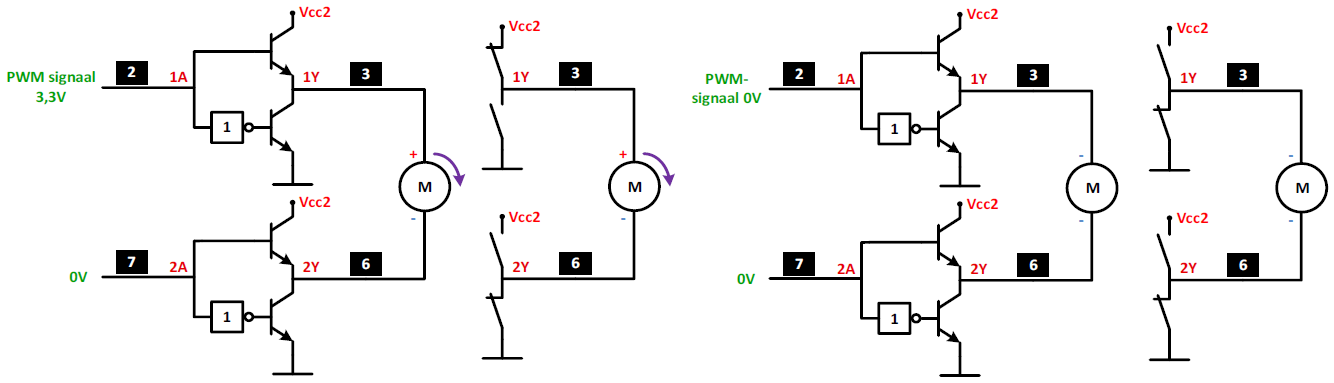 Vcc2
2
PWM signaal
3,3V
1A
1Y
3
1
+
M
-
Vcc2
7
0V
2A
2Y
6
1
Vcc2
1Y
3
+
M
-
Vcc2
2Y
6
Vcc2
2
PWM-
signaal 0V
1A
1Y
3
1
-
M
-
Vcc2
7
0V
2A
2Y
6
1
Vcc2
1Y
3
-
M
-
Vcc2
2Y
6